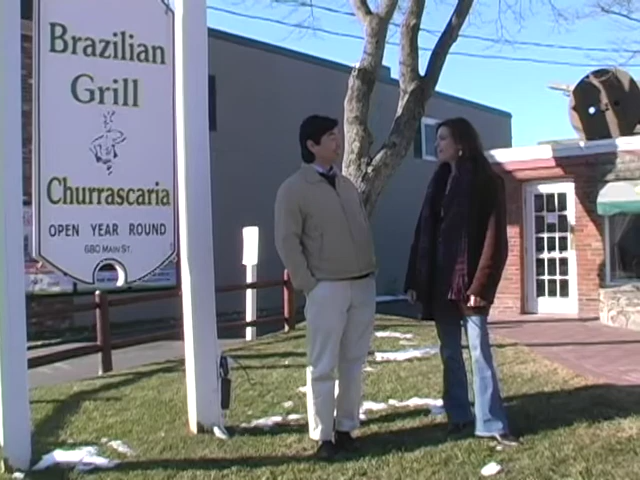 Brazilian
Grill
Churrascaria
OPEN YEAR ROUND
680 MAIN ST.